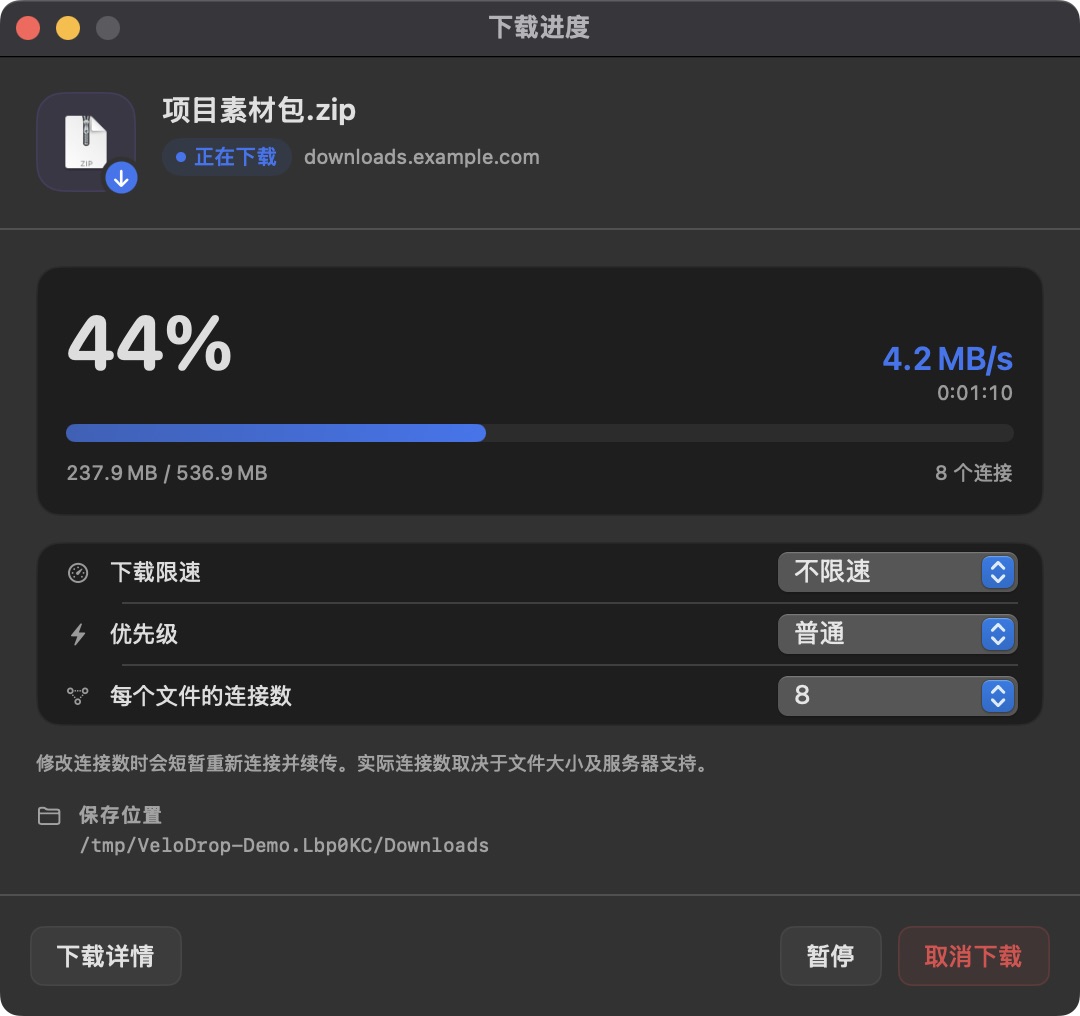 下载进度
项目素材包.zip
ZIP
正在下载 downloads.example.com
44%
4.2 MB/s
0:01:10
237.9 MB / 536.9 MB 8 个连接
下载限速 不限速
优先级 普通
每个文件的连接数 8
修改连接数时会短暂重新连接并续传。实际连接数取决于文件大小及服务器支持。
保存位置
/tmp/VeloDrop-Demo.Lbp0KC/Downloads
下载详情 暂停 取消下载